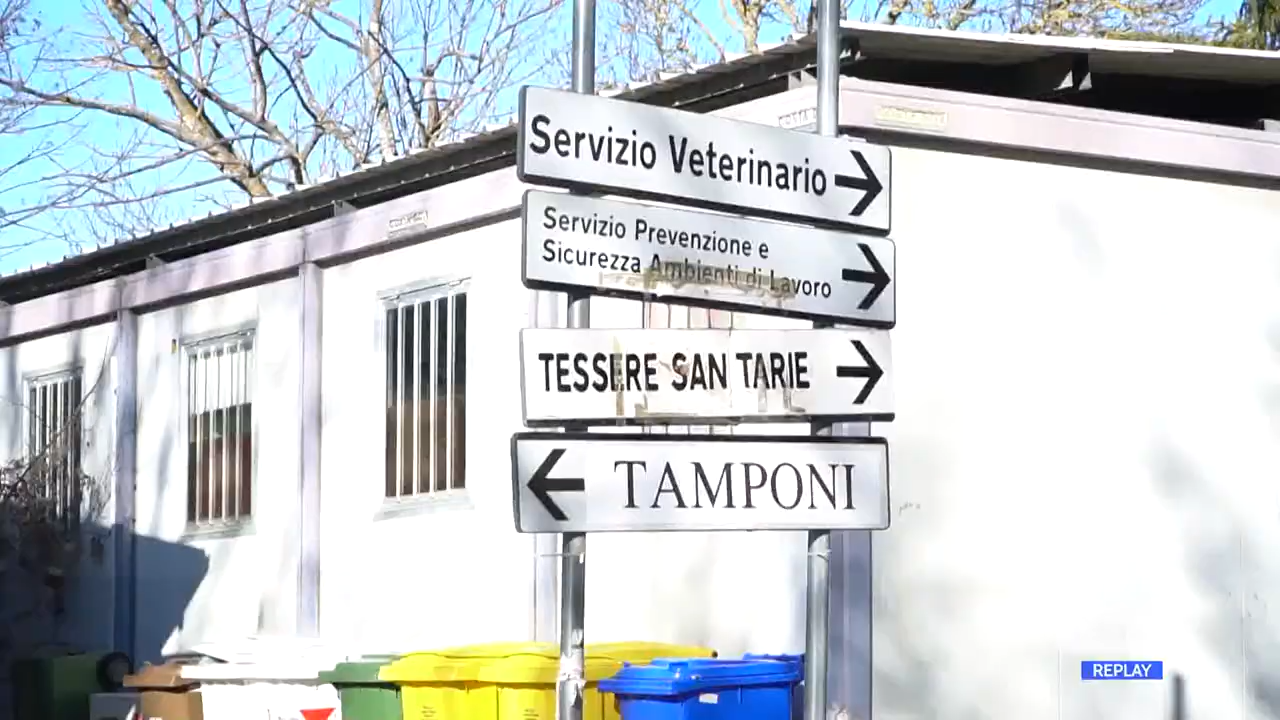 Servizio Veterinario
Servizio Prevenzione e
Sicurezza Ambienti di Lavoro
TESSERE SAN TARIE
TAMPONI
REPLAY